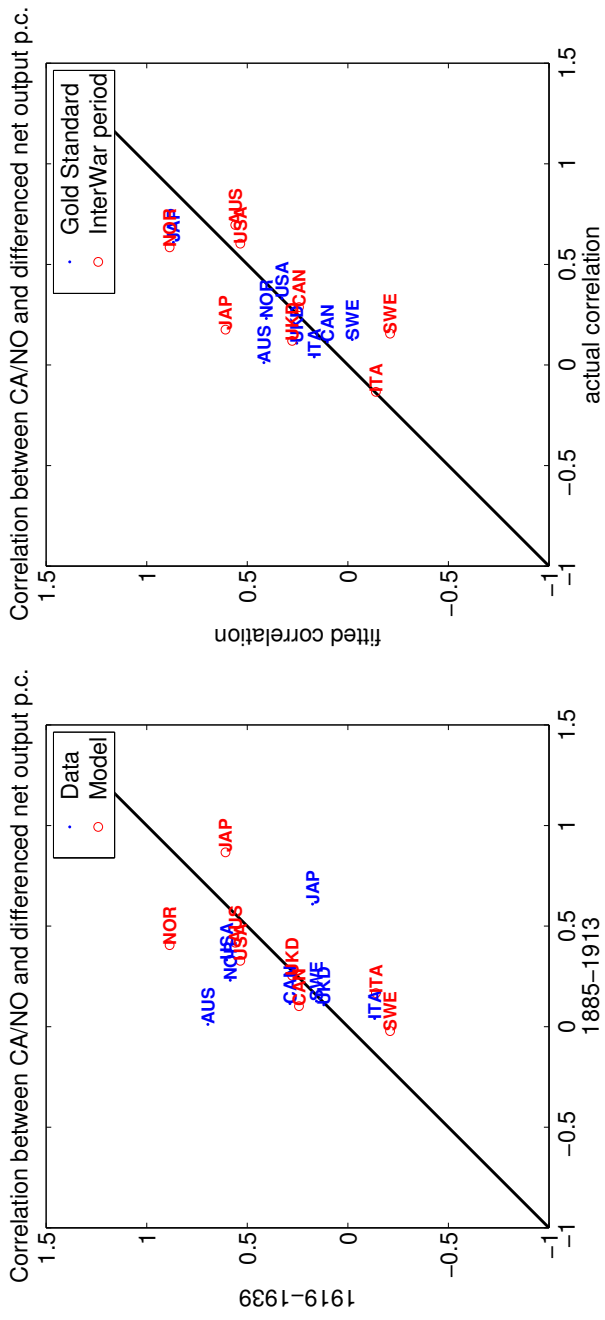 Correlation between CA/NO and differenced net output p.c.
Data
Model
1.5
1
0.5
0
−0.5
−1
1919−1939
NOR
JAP
AUS
USA
NOR
AUS
USA
JAP
UKD
CAN
CAN
SWE
UKD
ITA
ITA
SWE
−1
−0.5
0
0.5
1
1.5
1885−1913
Correlation between CA/NO and differenced net output p.c.
Gold Standard
InterWar period
1.5
1
0.5
0
−0.5
−1
fitted correlation
NOR
JAP
JAP
AUS
USA
AUS
NOR
USA
CAN
UKD
UKD
CAN
ITA
SWE
SWE
ITA
−1
−0.5
0
0.5
1
1.5
actual correlation